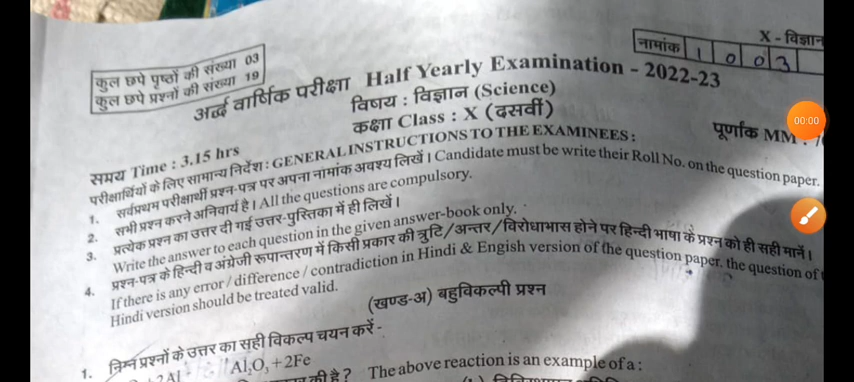 X - विज्ञान
कुल छपे पृष्ठों की संख्या 03
कुल छपे प्रश्नों की संख्या 19
नामांक 1 0 0 3
अर्द्ध वार्षिक परीक्षा Half Yearly Examination - 2022-23
विषय : विज्ञान (Science)
कक्षा Class : X (दसवीं)
समय Time : 3.15 hrs
पूर्णांक MM :
00:00
परीक्षार्थियों के लिए सामान्य निर्देश : GENERAL INSTRUCTIONS TO THE EXAMINEES :
1. सर्वप्रथम परीक्षार्थी प्रश्न-पत्र पर अपना नामांक अवश्य लिखें । Candidate must be write their Roll No. on the question paper.
2. सभी प्रश्न करने अनिवार्य है । All the questions are compulsory.
3. प्रत्येक प्रश्न का उत्तर दी गई उत्तर-पुस्तिका में ही लिखें ।
Write the answer to each question in the given answer-book only.
4. प्रश्न-पत्र के हिन्दी व अंग्रेजी रूपान्तरण में किसी प्रकार की त्रुटि/अन्तर/विरोधाभास होने पर हिन्दी भाषा के प्रश्न को ही सही मानें ।
If there is any error / difference / contradiction in Hindi & Engish version of the question paper. the question of
Hindi version should be treated valid.
(खण्ड-अ) बहुविकल्पी प्रश्न
1. निम्न प्रश्नों के उत्तर का सही विकल्प चयन करें -
+ 2Al Al₂O₃ + 2Fe
की है ? The above reaction is an example of a :